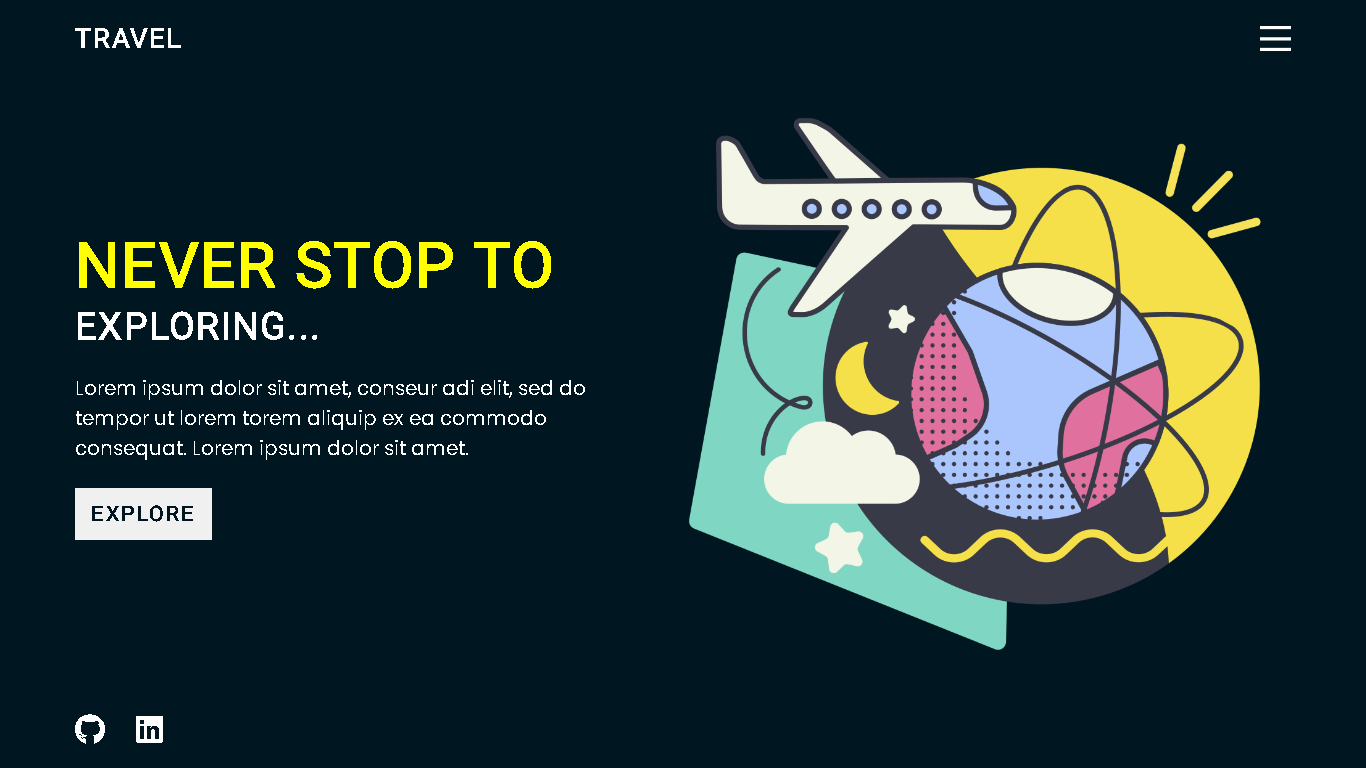 TRAVEL
NEVER STOP TO
EXPLORING...
Lorem ipsum dolor sit amet, conseur adi elit, sed do
tempor ut lorem torem aliquip ex ea commodo
consequat. Lorem ipsum dolor sit amet.
EXPLORE
in